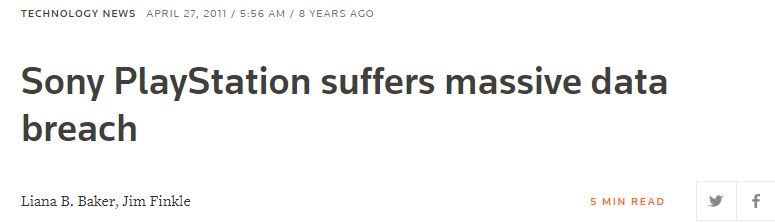 TECHNOLOGY NEWS APRIL 27, 2011 / 5:56 AM / 8 YEARS AGO
Sony PlayStation suffers massive data
breach
Liana B. Baker, Jim Finkle 5 MIN READ